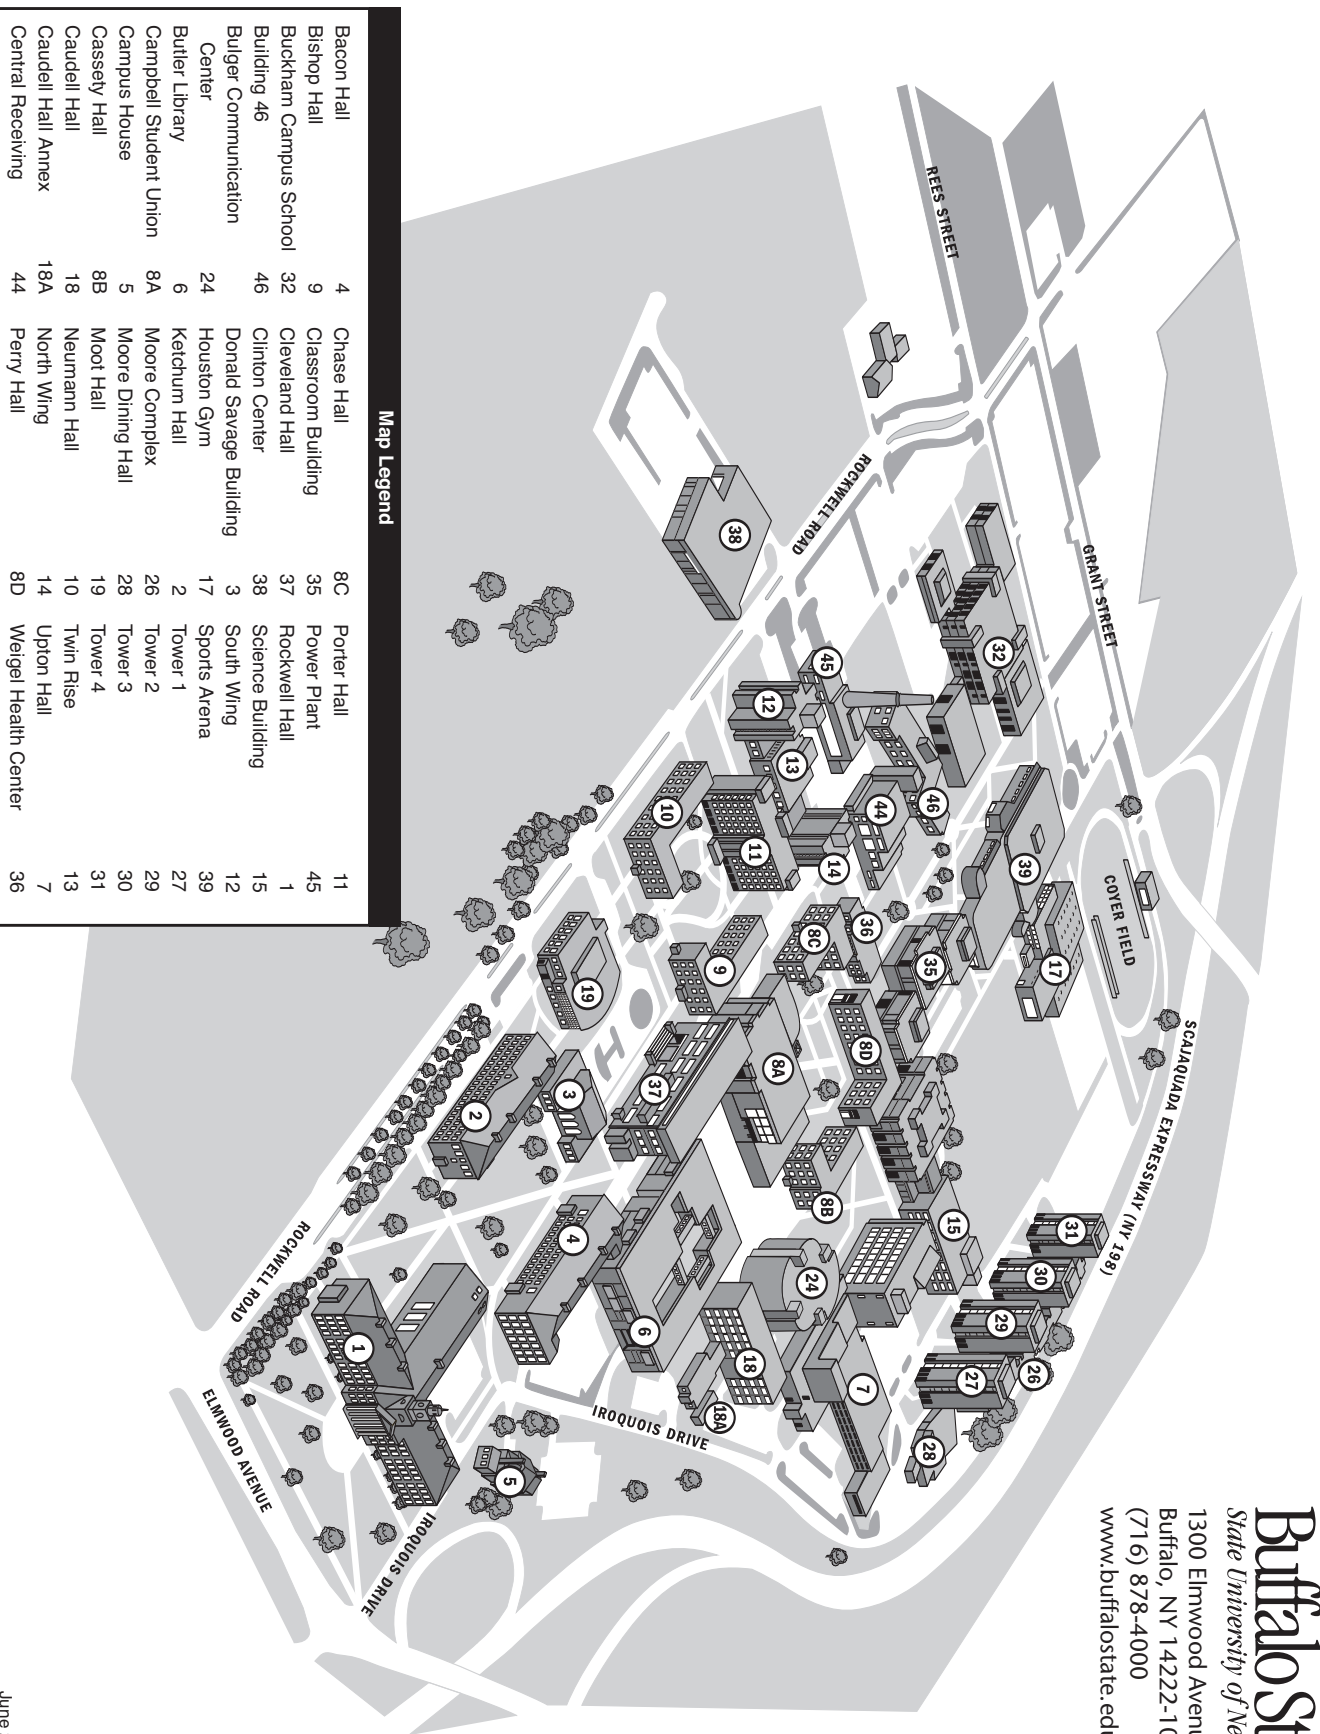 Buffalo St
State University of Ne
1300 Elmwood Avenu
Buffalo, NY 14222-10
(716) 878-4000
www.buffalostate.edu
SCAJAQUADA EXPRESSWAY (NY 198)
GRANT STREET
COYER FIELD
REES STREET
ROCKWELL ROAD
IROQUOIS DRIVE
ROCKWELL ROAD
ELMWOOD AVENUE
IROQUOIS DRIVE
31
30
29
26
27
28
17
39
32
15
46
35
44
36
8D
7
45
14
8C
8B
24
13
12
8A
11
9
18
18A
38
10
37
6
19
3
4
2
5
1
Map Legend
Bacon Hall 4 Chase Hall 8C Porter Hall 11
Bishop Hall 9 Classroom Building 35 Power Plant 45
Buckham Campus School 32 Cleveland Hall 37 Rockwell Hall 1
Building 46 46 Clinton Center 38 Science Building 15
Bulger Communication Donald Savage Building 3 South Wing 12
Center 24 Houston Gym 17 Sports Arena 39
Butler Library 6 Ketchum Hall 2 Tower 1 27
Campbell Student Union 8A Moore Complex 26 Tower 2 29
Campus House 5 Moore Dining Hall 28 Tower 3 30
Cassety Hall 8B Moot Hall 19 Tower 4 31
Caudell Hall 18 Neumann Hall 10 Twin Rise 13
Caudell Hall Annex 18A North Wing 14 Upton Hall 7
Central Receiving 44 Perry Hall 8D Weigel Health Center 36
June